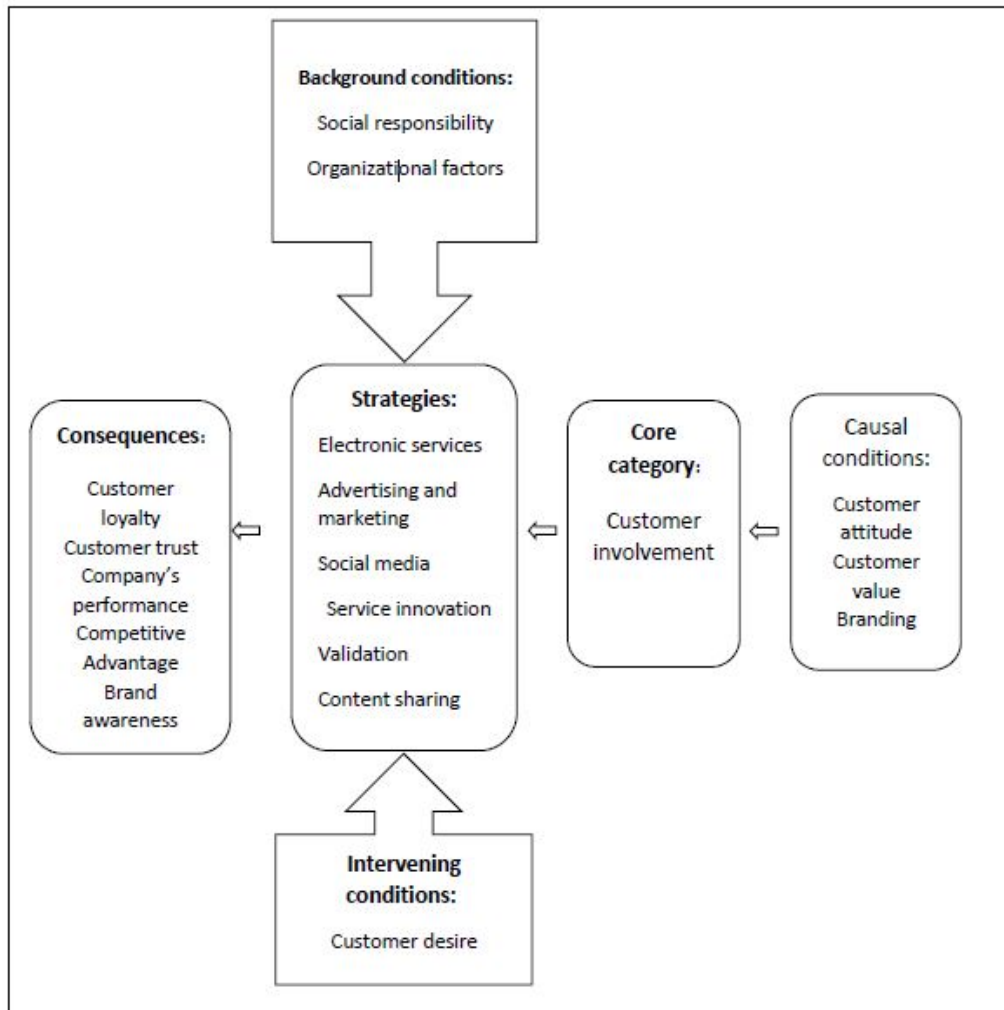 Background conditions:
Social responsibility
Organizational factors
Strategies:
Electronic services
Advertising and
marketing
Social media
Service innovation
Validation
Content sharing
Consequences:
Customer
loyalty
Customer trust
Company's
performance
Competitive
Advantage
Brand
awareness
Core
category:
Customer
involvement
Causal
conditions:
Customer
attitude
Customer
value
Branding
Intervening
conditions:
Customer desire